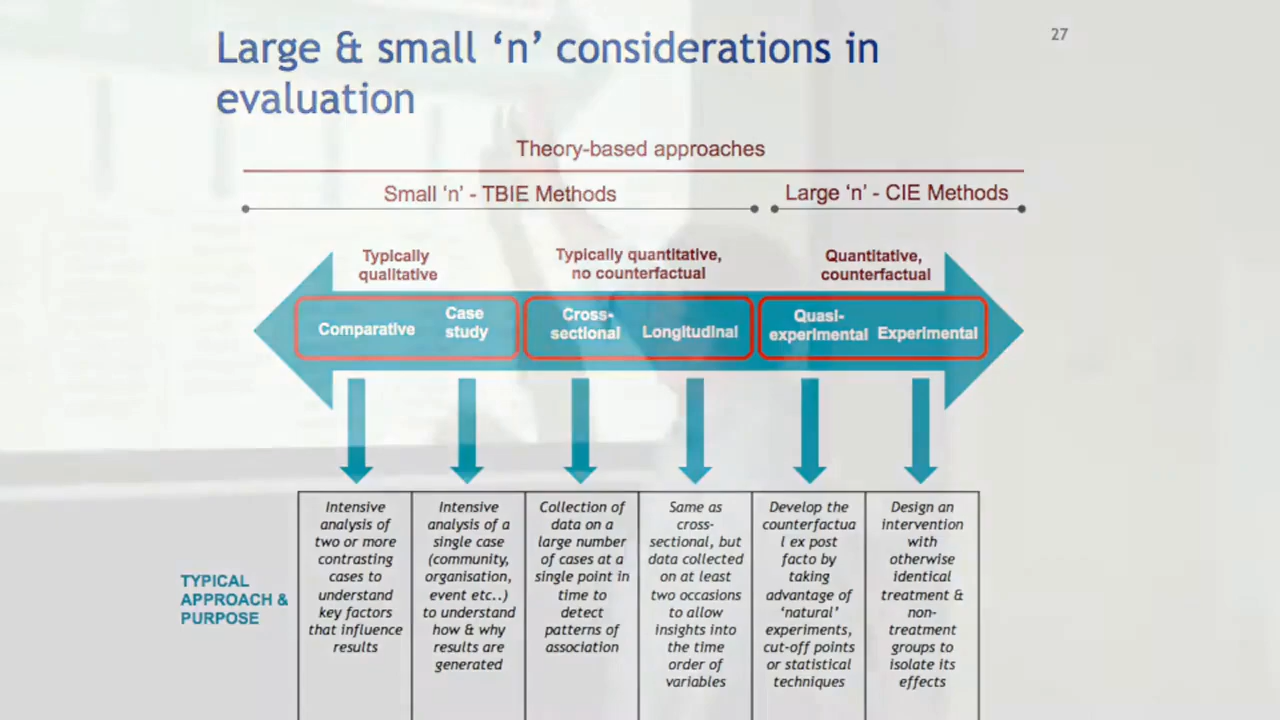 Large & small ‘n’ considerations in
evaluation
27
Theory-based approaches
Small ‘n’ - TBIE Methods
Large ‘n’ - CIE Methods
Typically
qualitative
Typically quantitative,
no counterfactual
Quantitative,
counterfactual
Comparative
Case
study
Cross-
sectional
Longitudinal
Quasi-
experimental
Experimental
TYPICAL
APPROACH &
PURPOSE
Intensive
analysis of
two or more
contrasting
cases to
understand
key factors
that influence
results
Intensive
analysis of a
single case
(community,
organisation,
event etc..)
to understand
how & why
results are
generated
Collection of
data on a
large number
of cases at a
single point in
time to
detect
patterns of
association
Same as
cross-
sectional, but
data collected
on at least
two occasions
to allow
insights into
the time
order of
variables
Develop the
counterfactua
l ex post
facto by
taking
advantage of
‘natural’
experiments,
cut-off points
or statistical
techniques
Design an
intervention
with
otherwise
identical
treatment &
non-
treatment
groups to
isolate its
effects